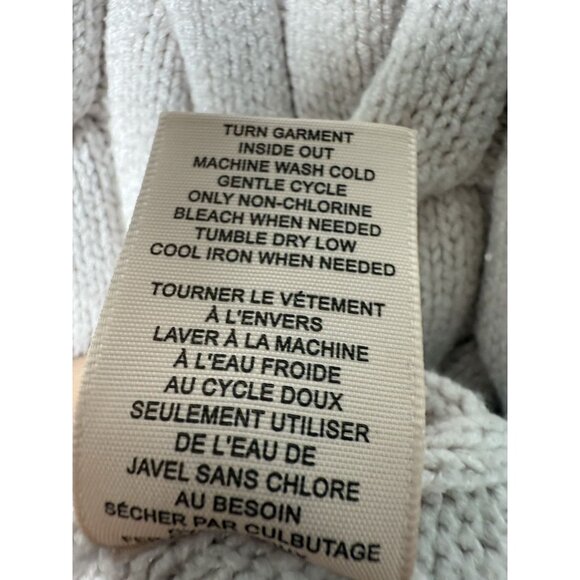 TURN GARMENT
INSIDE OUT
MACHINE WASH COLD
GENTLE CYCLE
ONLY NON-CHLORINE
BLEACH WHEN NEEDED
TUMBLE DRY LOW
COOL IRON WHEN NEEDED
TOURNER LE VÉTEMENT
À L'ENVERS
LAVER À LA MACHINE
À L'EAU FROIDE
AU CYCLE DOUX
SEULEMENT UTILISER
DE L'EAU DE
JAVEL SANS CHLORE
AU BESOIN
SÉCHER PAR CULBUTAGE